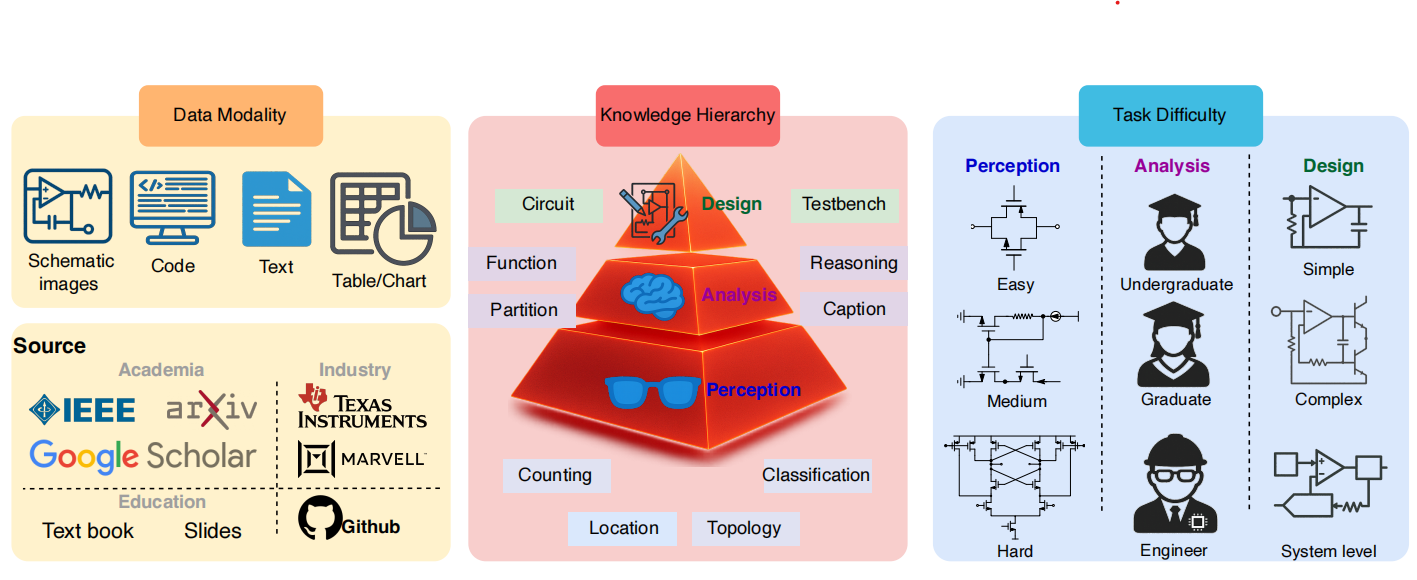 Data Modality
Schematic
images
Code
Text
Table/Chart
Source
Academia
Industry
IEEE
arXiv
TEXAS
INSTRUMENTS
Google Scholar
MARVELL™
Education
Text book
Slides
Github
Knowledge Hierarchy
Circuit
Design
Testbench
Function
Reasoning
Partition
Analysis
Caption
Perception
Counting
Classification
Location
Topology
Task Difficulty
Perception
Analysis
Design
Easy
Undergraduate
Simple
Medium
Graduate
Complex
Hard
Engineer
System level